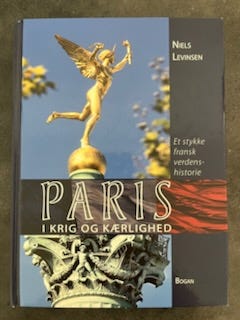 NIELS
LEVINSEN
Et stykke
fransk
verdens-
historie
PARIS
I KRIG OG KÆRLIGHED
BOGAN